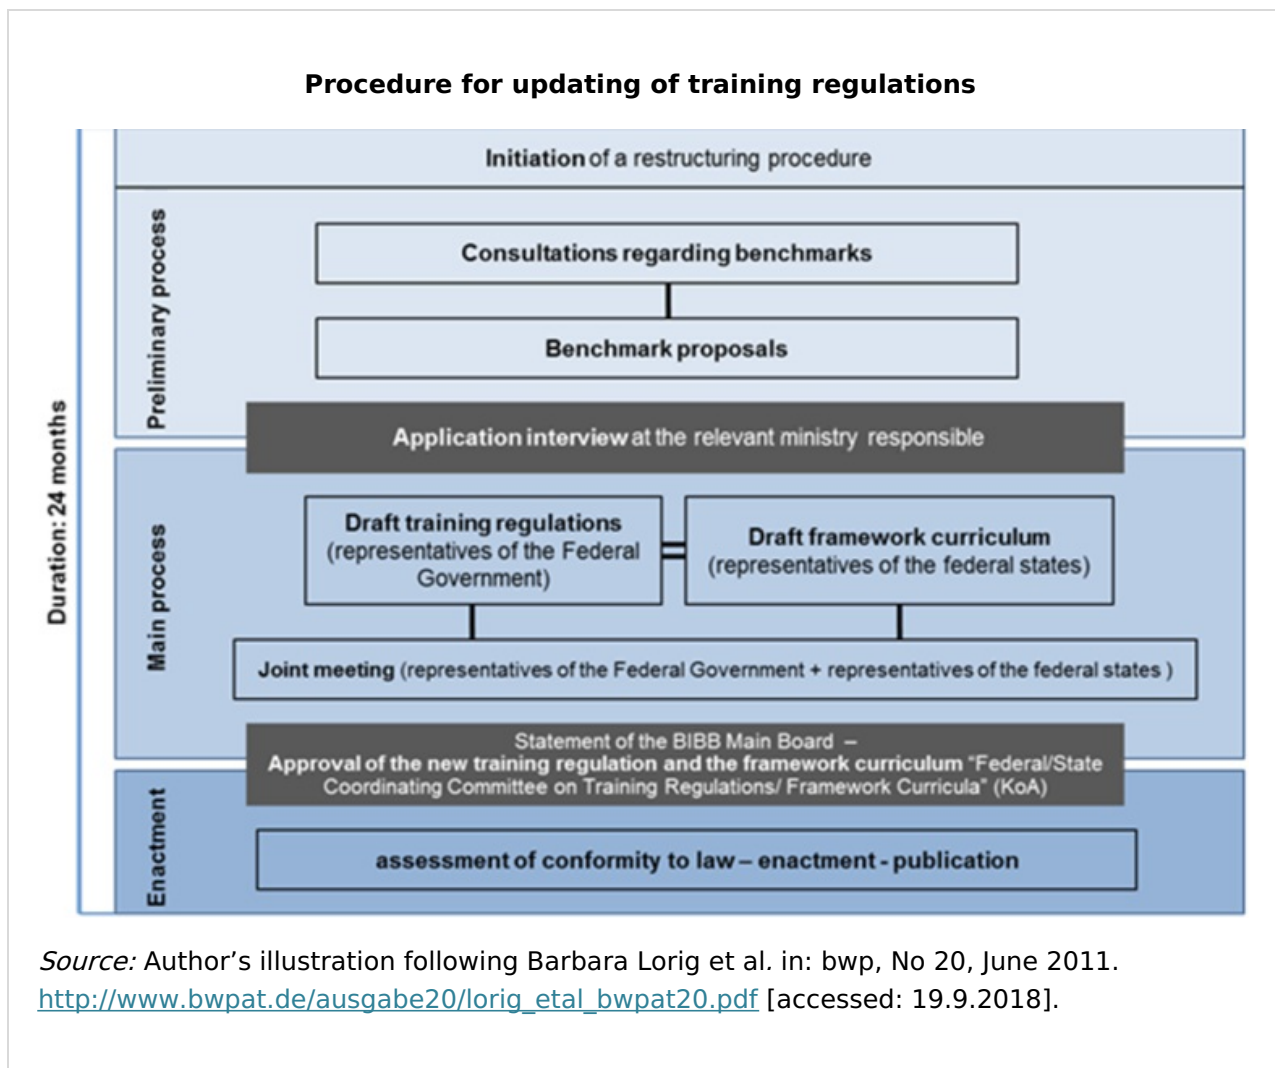 Procedure for updating of training regulations
Initiation of a restructuring procedure
Duration: 24 months
Preliminary process
Consultations regarding benchmarks
Benchmark proposals
Application interview at the relevant ministry responsible
Main process
Draft training regulations
(representatives of the Federal
Government)
Draft framework curriculum
(representatives of the federal states)
Joint meeting (representatives of the Federal Government + representatives of the federal states )
Statement of the BIBB Main Board –
Approval of the new training regulation and the framework curriculum “Federal/State
Coordinating Committee on Training Regulations/ Framework Curricula” (KoA)
Enactment
assessment of conformity to law – enactment - publication
Source: Author’s illustration following Barbara Lorig et al. in: bwp, No 20, June 2011.
http://www.bwpat.de/ausgabe20/lorig_etal_bwpat20.pdf [accessed: 19.9.2018].